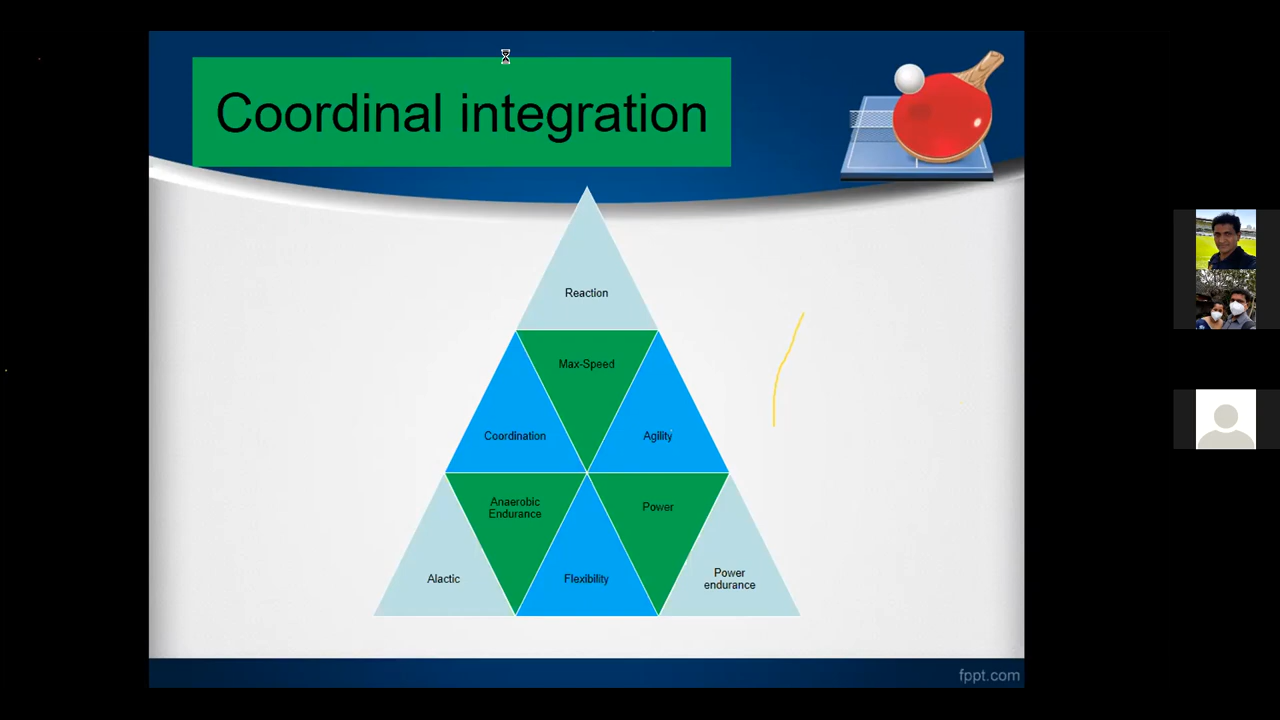 Coordinal integration
Reaction
Max-Speed
Coordination
Agility
Anaerobic
Endurance
Power
Alactic
Flexibility
Power
endurance
fppt.com